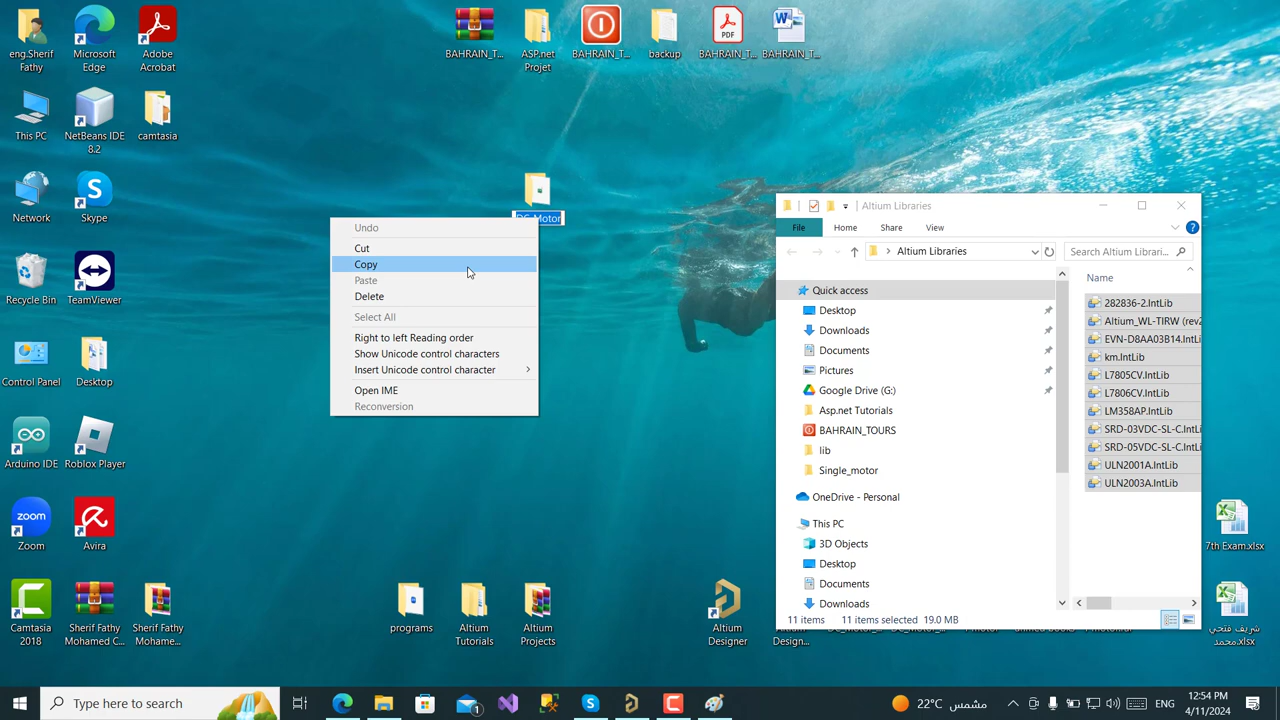 eng.Sherif
Fathy
Microsoft
Edge
Adobe
Acrobat
BAHRAIN_T...
ASP.net
Projet
BAHRAIN_T...
backup
PDF
BAHRAIN_T...
BAHRAIN_T...
This PC
NetBeans IDE
8.2
camtasia
Network
Skype
DC_Motor
Recycle Bin
TeamViewer
Control Panel
Desktop
Arduino IDE
Roblox Player
zoom
Zoom
Avira
Camtasia
2018
Sherif Fathy
Mohamed C...
Sherif Fathy
Mohame...
programs
Altium
Tutorials
Altium
Projects
Altium
Designer
7th Exam.xlsx
شريف فتحي
محمد.xlsx
Undo
Cut
Copy
Paste
Delete
Select All
Right to left Reading order
Show Unicode control characters
Insert Unicode control character
Open IME
Reconversion
Altium Libraries
File
Home
Share
View
Altium Libraries
Search Altium Librar...
Name
Quick access
Desktop
Downloads
Documents
Pictures
Google Drive (G:)
Asp.net Tutorials
BAHRAIN_TOURS
lib
Single_motor
OneDrive - Personal
This PC
3D Objects
Desktop
Documents
Downloads
282836-2.IntLib
Altium_WL-TIRW (rev2
EVN-D8AA03B14.IntLi
km.IntLib
L7805CV.IntLib
L7806CV.IntLib
LM358AP.IntLib
SRD-03VDC-SL-C.IntLi
SRD-05VDC-SL-C.IntLi
ULN2001A.IntLib
ULN2003A.IntLib
11 items
11 items selected
19.0 MB
Type here to search
1
22°C
مشمس
ENG
12:54 PM
4/11/2024